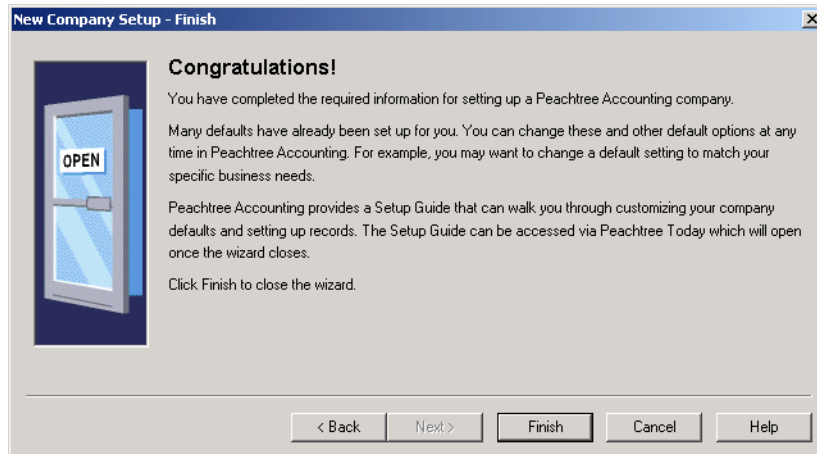 New Company Setup - Finish
Congratulations!
You have completed the required information for setting up a Peachtree Accounting company.
Many defaults have already been set up for you. You can change these and other default options at any
time in Peachtree Accounting. For example, you may want to change a default setting to match your
specific business needs.
OPEN
Peachtree Accounting provides a Setup Guide that can walk you through customizing your company
defaults and setting up records. The Setup Guide can be accessed via Peachtree Today which will open
once the wizard closes.
Click Finish to close the wizard.
< Back Next > Finish Cancel Help